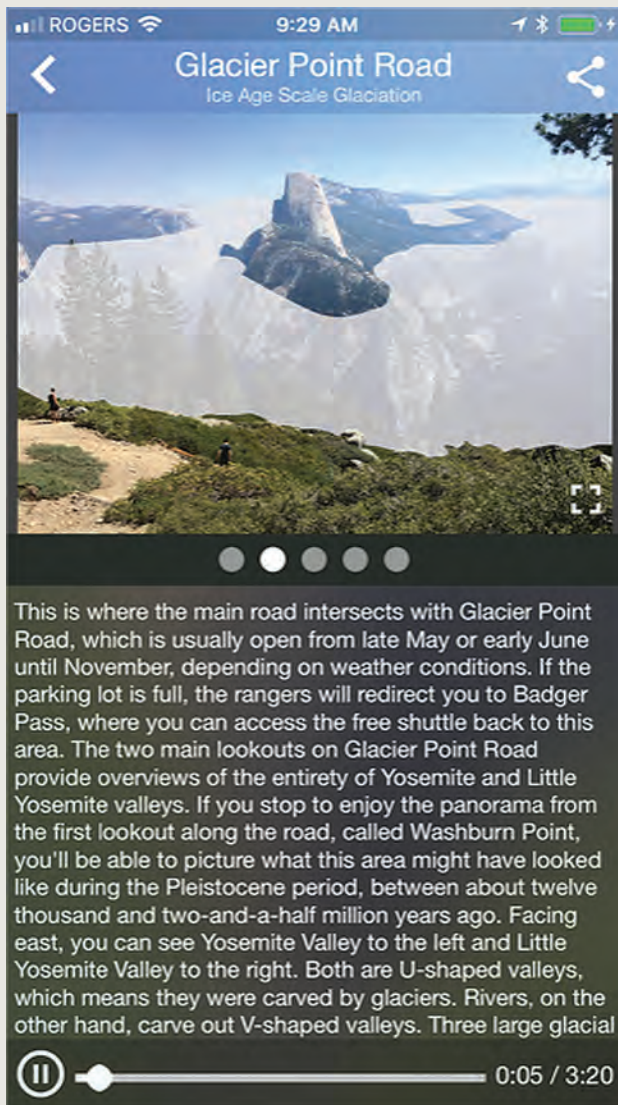 ROGERS 9:29 AM
Glacier Point Road
Ice Age Scale Glaciation
This is where the main road intersects with Glacier Point
Road, which is usually open from late May or early June
until November, depending on weather conditions. If the
parking lot is full, the rangers will redirect you to Badger
Pass, where you can access the free shuttle back to this
area. The two main lookouts on Glacier Point Road
provide overviews of the entirety of Yosemite and Little
Yosemite valleys. If you stop to enjoy the panorama from
the first lookout along the road, called Washburn Point,
you'll be able to picture what this area might have looked
like during the Pleistocene period, between about twelve
thousand and two-and-a-half million years ago. Facing
east, you can see Yosemite Valley to the left and Little
Yosemite Valley to the right. Both are U-shaped valleys,
which means they were carved by glaciers. Rivers, on the
other hand, carve out V-shaped valleys. Three large glacial
0:05 / 3:20